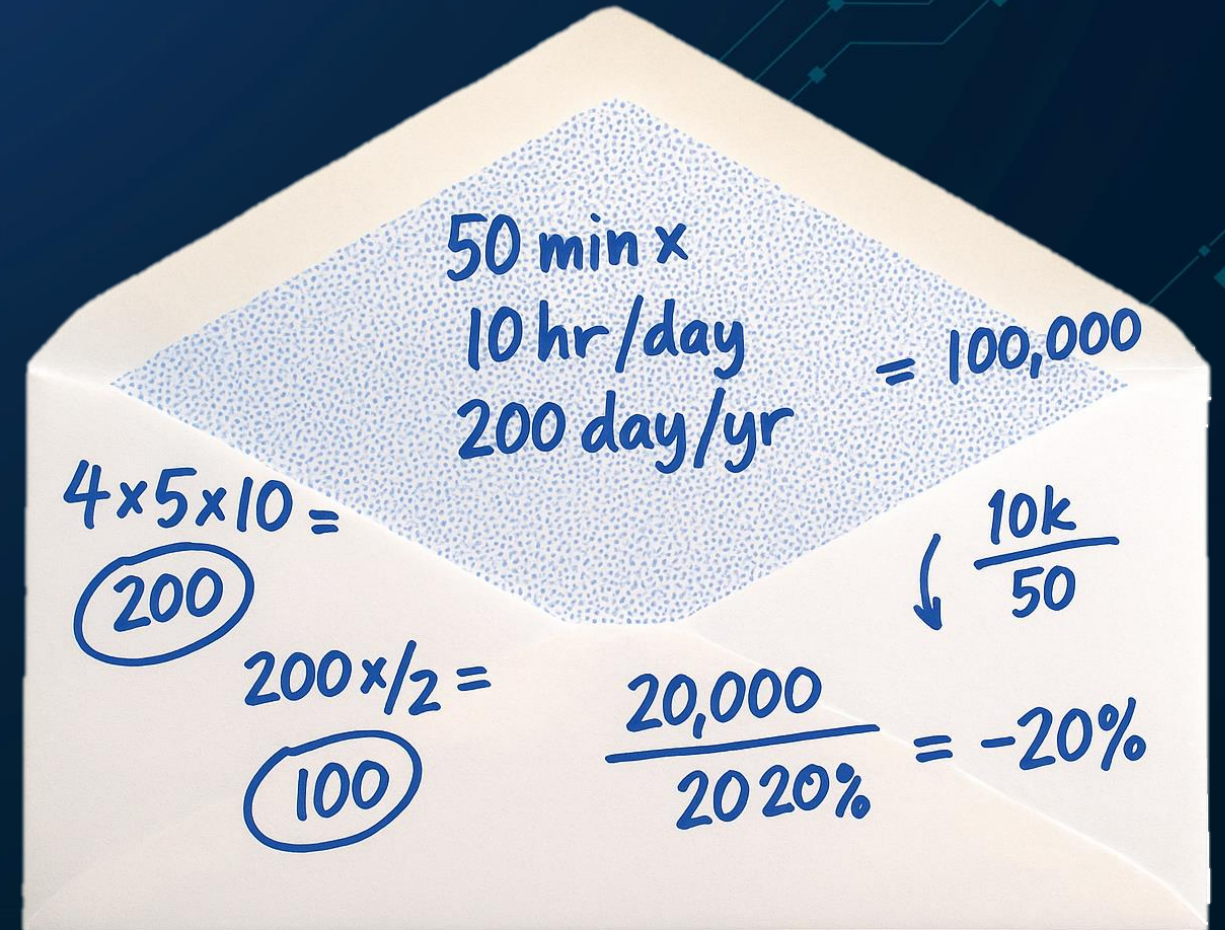 50 min x
10 hr/day
200 day/yr
= 100,000
4x5x10 =
200
200x/2 =
100
10k
50
20,000
2020%
= -20%